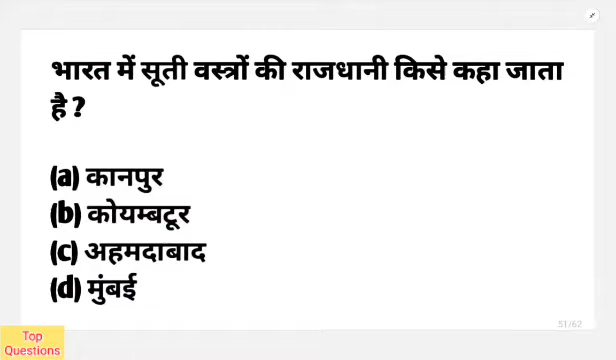 भारत में सूती वस्त्रों की राजधानी किसे कहा जाता
है ?
(a) कानपुर
(b) कोयम्बटूर
(c) अहमदाबाद
(d) मुंबई
51/62
Top
Questions